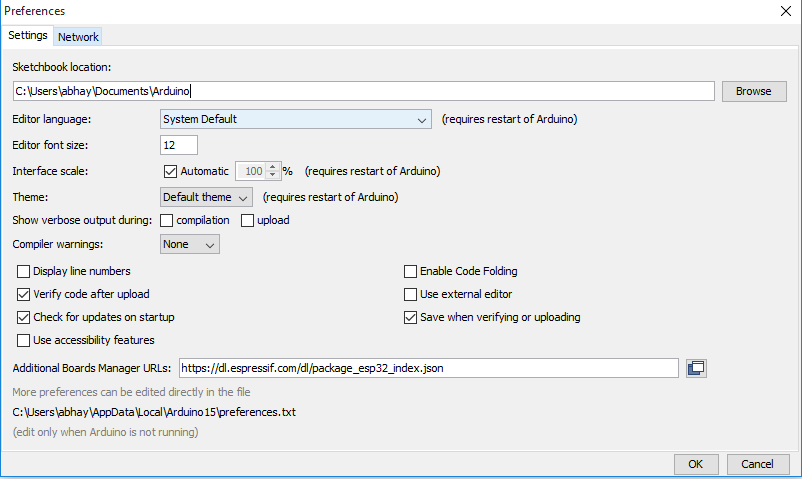 Preferences
Settings Network
Sketchbook location:
C:\Users\abhay\Documents\Arduino Browse
Editor language: System Default (requires restart of Arduino)
Editor font size: 12
Interface scale: Automatic 100 % (requires restart of Arduino)
Theme: Default theme (requires restart of Arduino)
Show verbose output during: compilation upload
Compiler warnings: None
Display line numbers Enable Code Folding
Verify code after upload Use external editor
Check for updates on startup Save when verifying or uploading
Use accessibility features
Additional Boards Manager URLs: https://dl.espressif.com/dl/package_esp32_index.json
More preferences can be edited directly in the file
C:\Users\abhay\AppData\Local\Arduino15\preferences.txt
(edit only when Arduino is not running)
OK Cancel